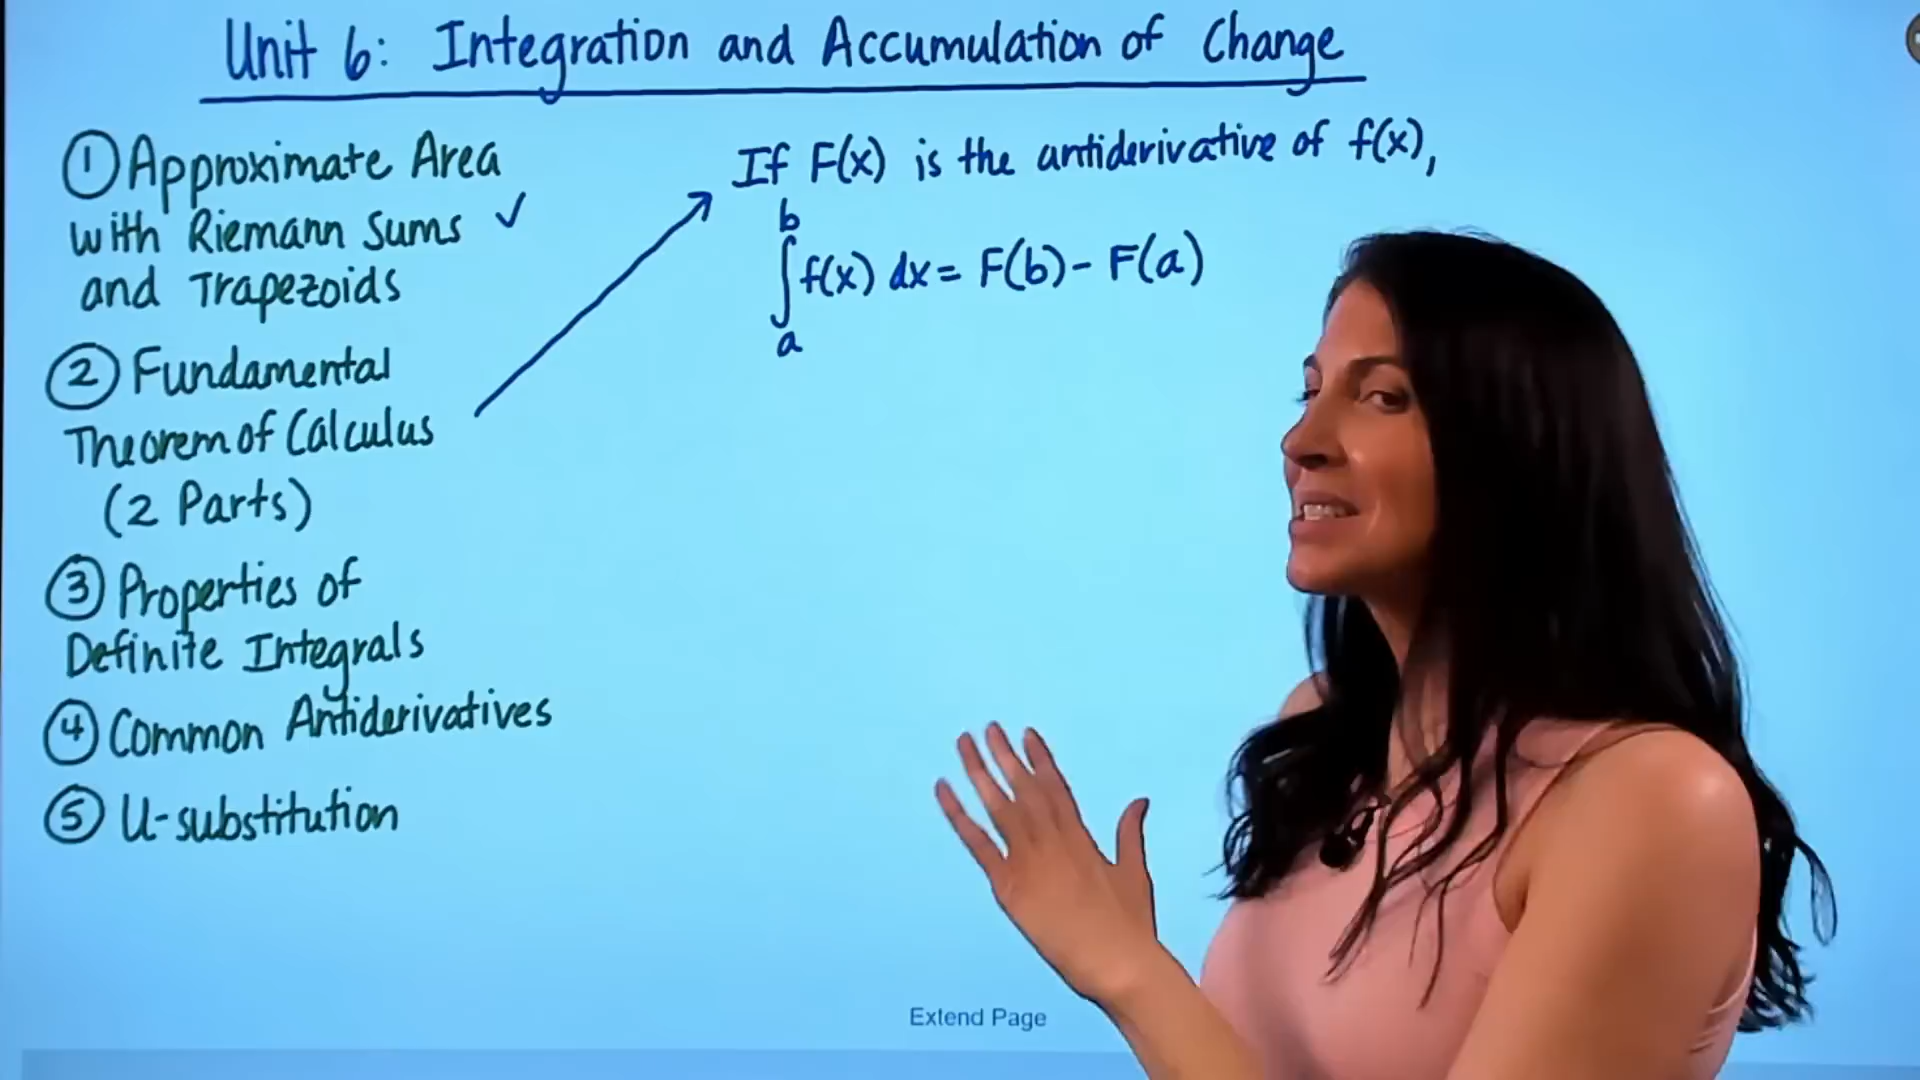 Unit 6: Integration and Accumulation of Change
① Approximate Area
with Riemann Sums ✓
and Trapezoids
② Fundamental
Theorem of Calculus
(2 Parts)
③ Properties of
Definite Integrals
④ Common Antiderivatives
⑤ U-substitution
If F(x) is the antiderivative of f(x),
b
∫ f(x) dx = F(b) - F(a)
a
Extend Page